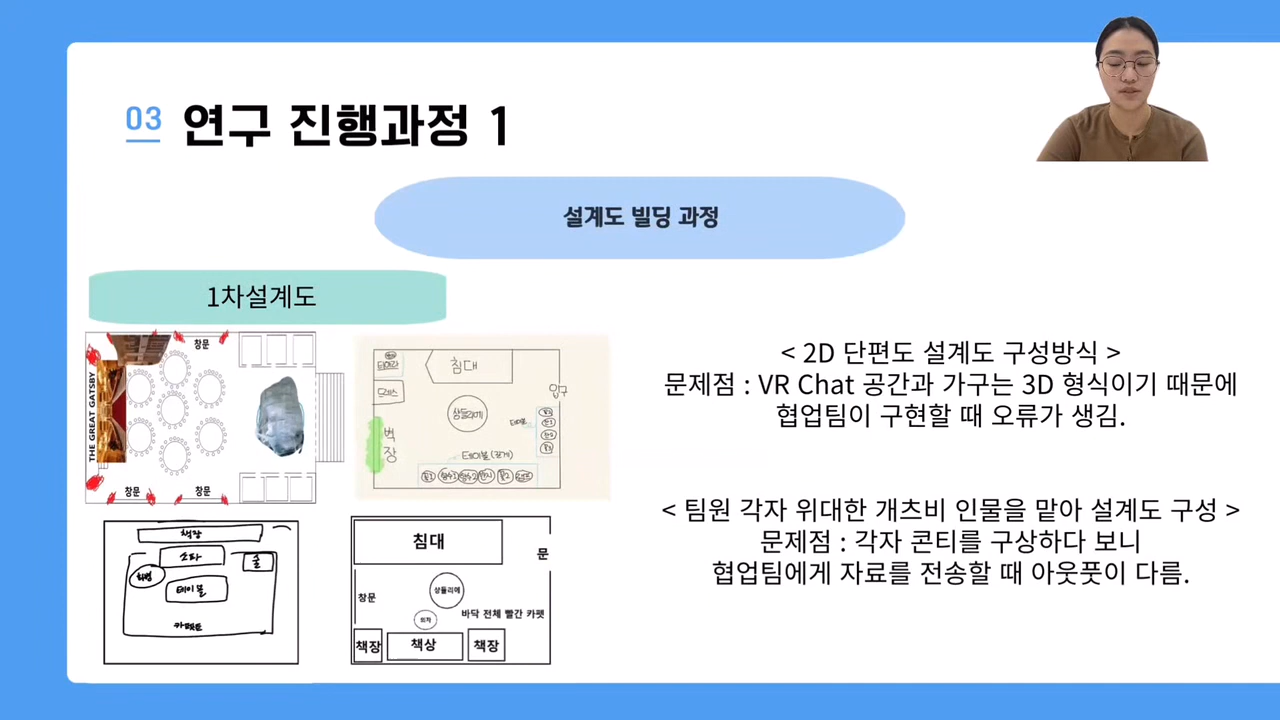 03 연구 진행과정 1
설계도 빌딩 과정
1차설계도
THE GREAT GATSBY
창문
창문
창문
침대
드레스
샹들리에
벽
장
입구
테이블
테이블
책장
소파
술
화병
테이블
카펫트
침대
문
창문
샹들리에
의자
바닥 전체 빨간 카펫
책장
책상
책장
< 2D 단편도 설계도 구성방식 >
문제점 : VR Chat 공간과 가구는 3D 형식이기 때문에
협업팀이 구현할 때 오류가 생김.
< 팀원 각자 위대한 개츠비 인물을 맡아 설계도 구성 >
문제점 : 각자 콘티를 구상하다 보니
협업팀에게 자료를 전송할 때 아웃풋이 다름.